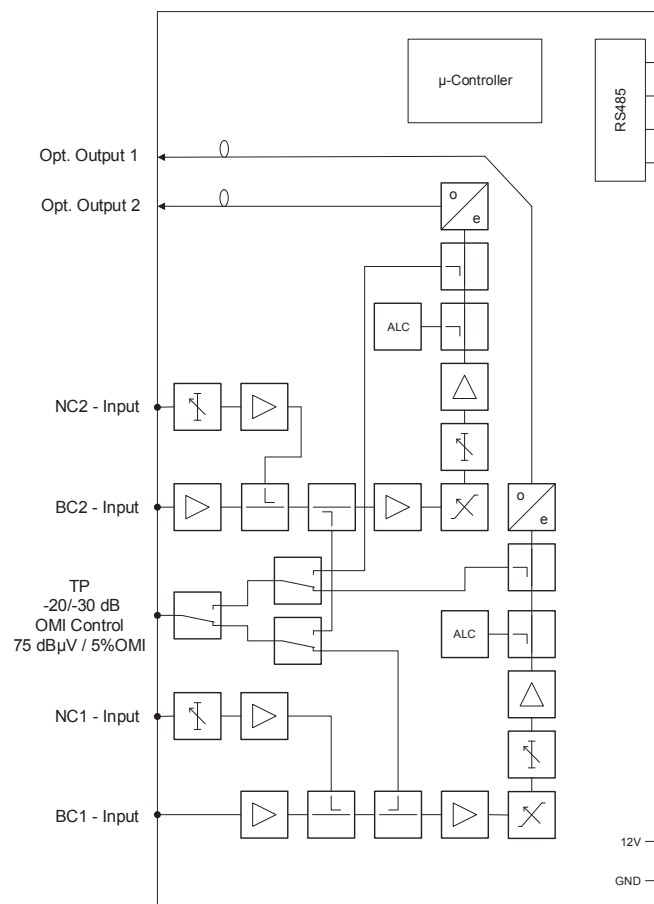 µ-Controller
RS485
Opt. Output 1
Opt. Output 2
o
e
ALC
NC2 - Input
BC2 - Input
o
e
TP
-20/-30 dB
OMI Control
75 dBµV / 5%OMI
ALC
NC1 - Input
BC1 - Input
12V
GND